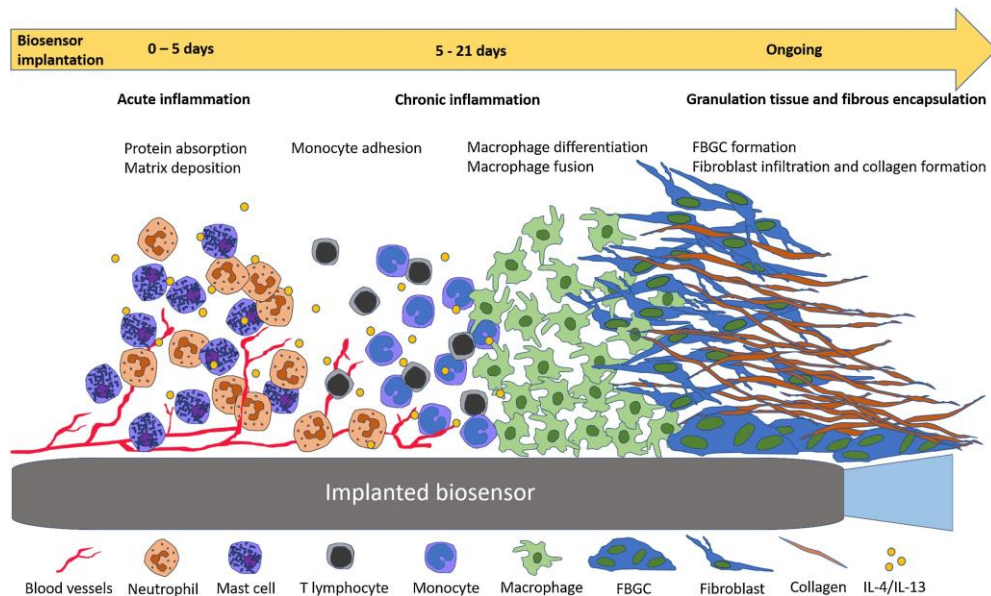 Biosensor
implantation
0 – 5 days
5 - 21 days
Ongoing
Acute inflammation
Chronic inflammation
Granulation tissue and fibrous encapsulation
Protein absorption
Matrix deposition
Monocyte adhesion
Macrophage differentiation
Macrophage fusion
FBGC formation
Fibroblast infiltration and collagen formation
Implanted biosensor
Blood vessels
Neutrophil
Mast cell
T lymphocyte
Monocyte
Macrophage
FBGC
Fibroblast
Collagen
IL-4/IL-13